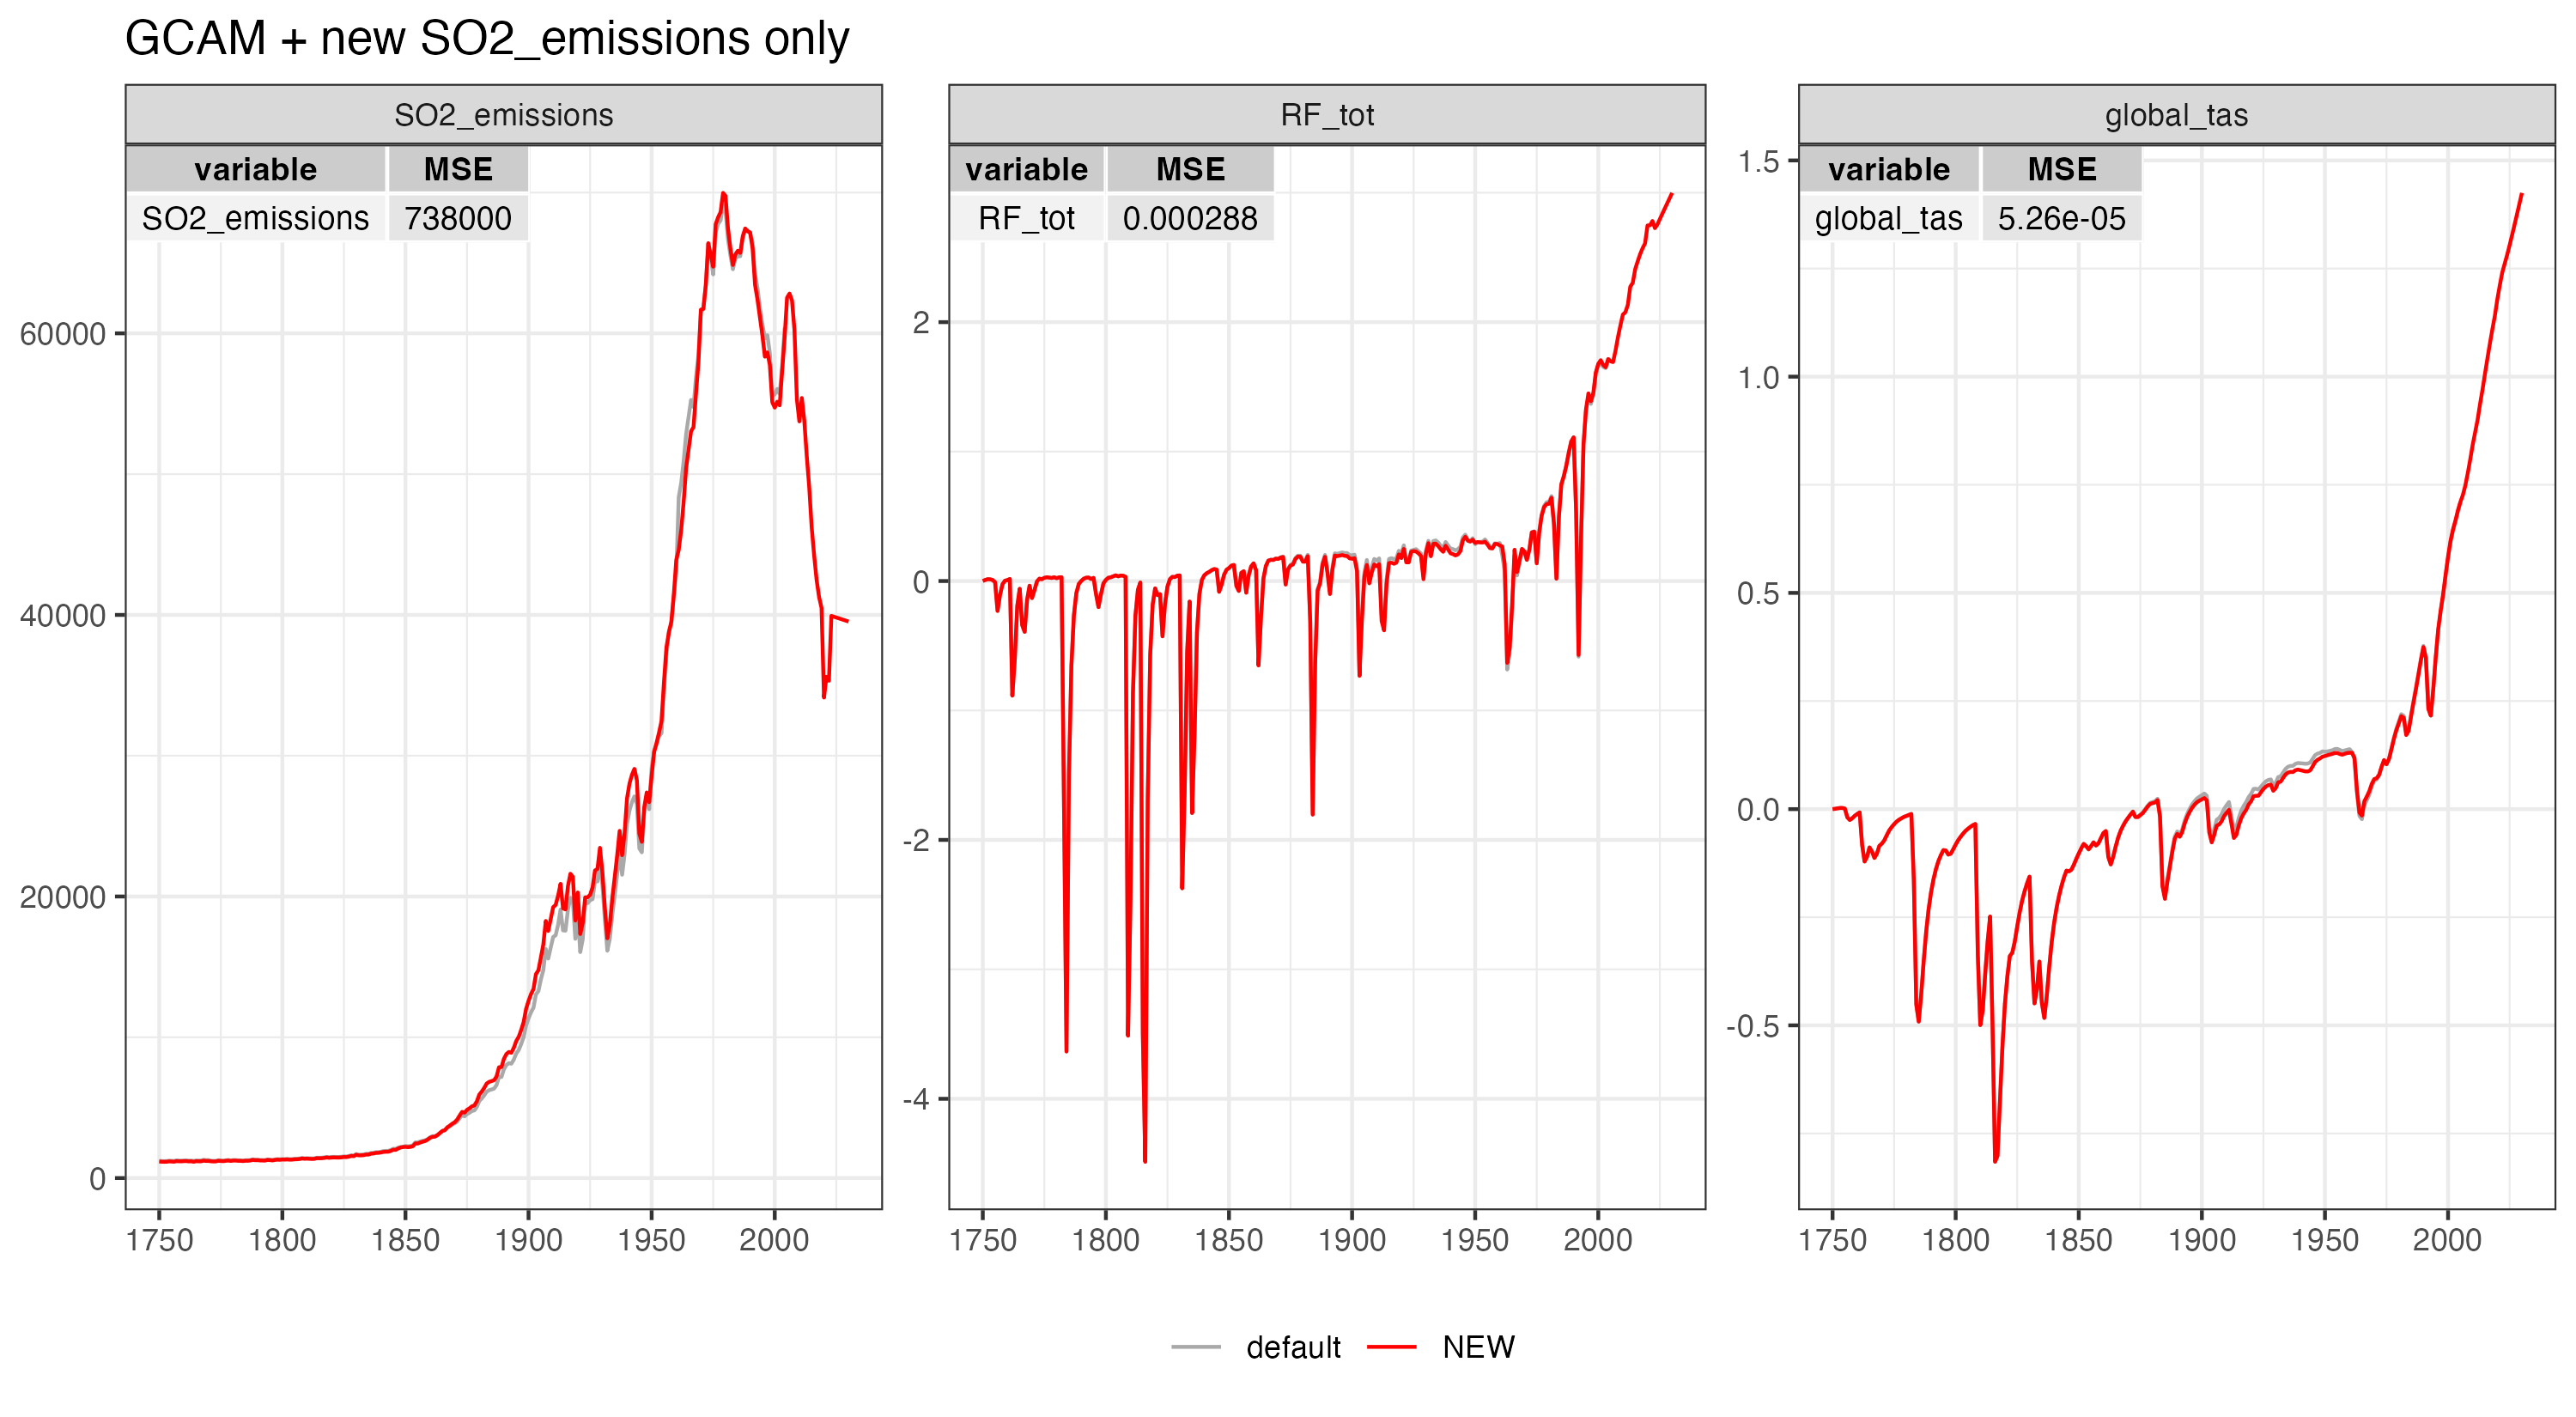 GCAM + new SO2_emissions only
SO2_emissions
variable MSE
SO2_emissions 738000
60000
40000
20000
0
1750 1800 1850 1900 1950 2000
RF_tot
variable MSE
RF_tot 0.000288
2
0
-2
-4
1750 1800 1850 1900 1950 2000
global_tas
variable MSE
global_tas 5.26e-05
1.5
1.0
0.5
0.0
-0.5
1750 1800 1850 1900 1950 2000
default NEW